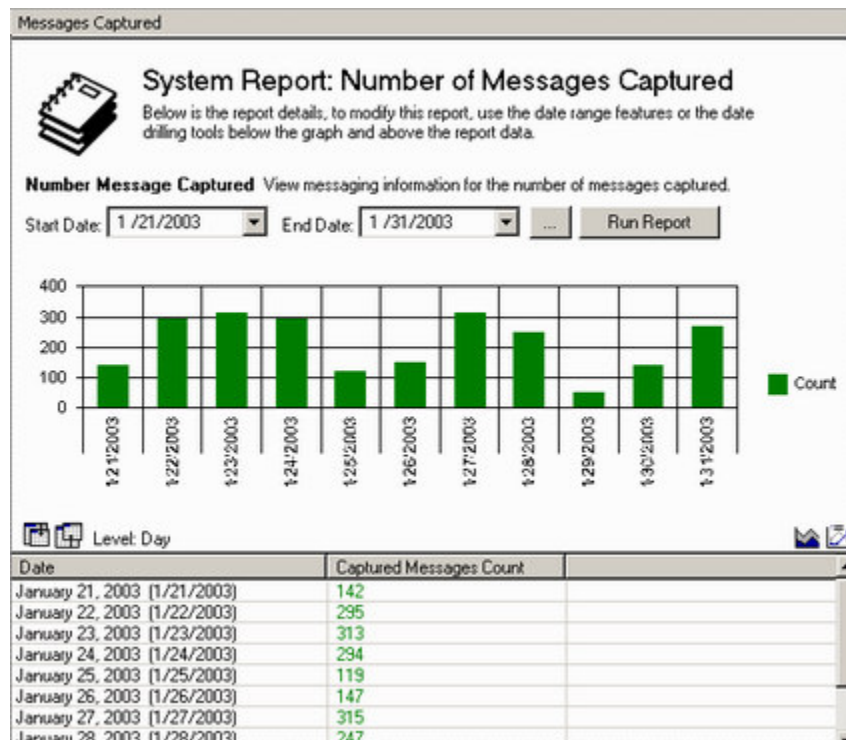 Messages Captured
System Report: Number of Messages Captured
Below is the report details, to modify this report, use the date range features or the date
drilling tools below the graph and above the report data.
Number Message Captured View messaging information for the number of messages captured.
Start Date: 1 /21/2003 End Date: 1 /31/2003 ... Run Report
400
300
200
100
0
1/21/2003 1/22/2003 1/23/2003 1/24/2003 1/25/2003 1/26/2003 1/27/2003 1/28/2003 1/29/2003 1/30/2003 1/31/2003
Count
Level: Day
Date Captured Messages Count
January 21, 2003 (1/21/2003) 142
January 22, 2003 (1/22/2003) 295
January 23, 2003 (1/23/2003) 313
January 24, 2003 (1/24/2003) 294
January 25, 2003 (1/25/2003) 119
January 26, 2003 (1/26/2003) 147
January 27, 2003 (1/27/2003) 315
January 28, 2003 (1/28/2003) 247